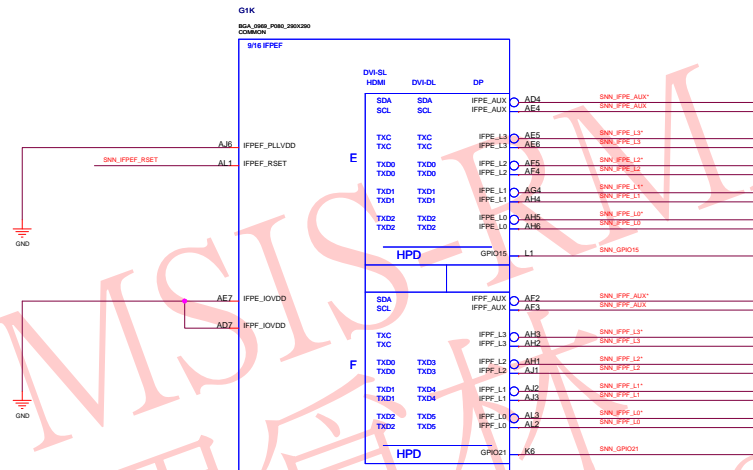 G1K
BGA_0969_P080_290X290
COMMON
9/16 IFPEF
DVI-SL
HDMI DVI-DL DP
SDA SDA IFPE_AUX AD4 SNN_IFPE_AUX*
SCL SCL IFPE_AUX AE4 SNN_IFPE_AUX
TXC TXC IFPE_L3 AE5 SNN_IFPE_L3*
TXC TXC IFPE_L3 AE6 SNN_IFPE_L3
AJ6 IFPEF_PLLVDD
SNN_IFPEF_RSET AL1 IFPEF_RSET
E
TXD0 TXD0 IFPE_L2 AF5 SNN_IFPE_L2*
TXD0 TXD0 IFPE_L2 AF4 SNN_IFPE_L2
TXD1 TXD1 IFPE_L1 AG4 SNN_IFPE_L1*
TXD1 TXD1 IFPE_L1 AH4 SNN_IFPE_L1
TXD2 TXD2 IFPE_L0 AH5 SNN_IFPE_L0*
TXD2 TXD2 IFPE_L0 AH6 SNN_IFPE_L0
GND
HPD GPIO15 L1 SNN_GPIO15
AE7 IFPE_IOVDD
AD7 IFPF_IOVDD
SDA IFPF_AUX AF2 SNN_IFPF_AUX*
SCL IFPF_AUX AF3 SNN_IFPF_AUX
TXC IFPF_L3 AH3 SNN_IFPF_L3*
TXC IFPF_L3 AH2 SNN_IFPF_L3
F
TXD0 TXD3 IFPF_L2 AH1 SNN_IFPF_L2*
TXD0 TXD3 IFPF_L2 AJ1 SNN_IFPF_L2
TXD1 TXD4 IFPF_L1 AJ2 SNN_IFPF_L1*
TXD1 TXD4 IFPF_L1 AJ3 SNN_IFPF_L1
TXD2 TXD5 IFPF_L0 AL3 SNN_IFPF_L0*
TXD2 TXD5 IFPF_L0 AL2 SNN_IFPF_L0
GND
HPD GPIO21 K6 SNN_GPIO21
MSIS-RM